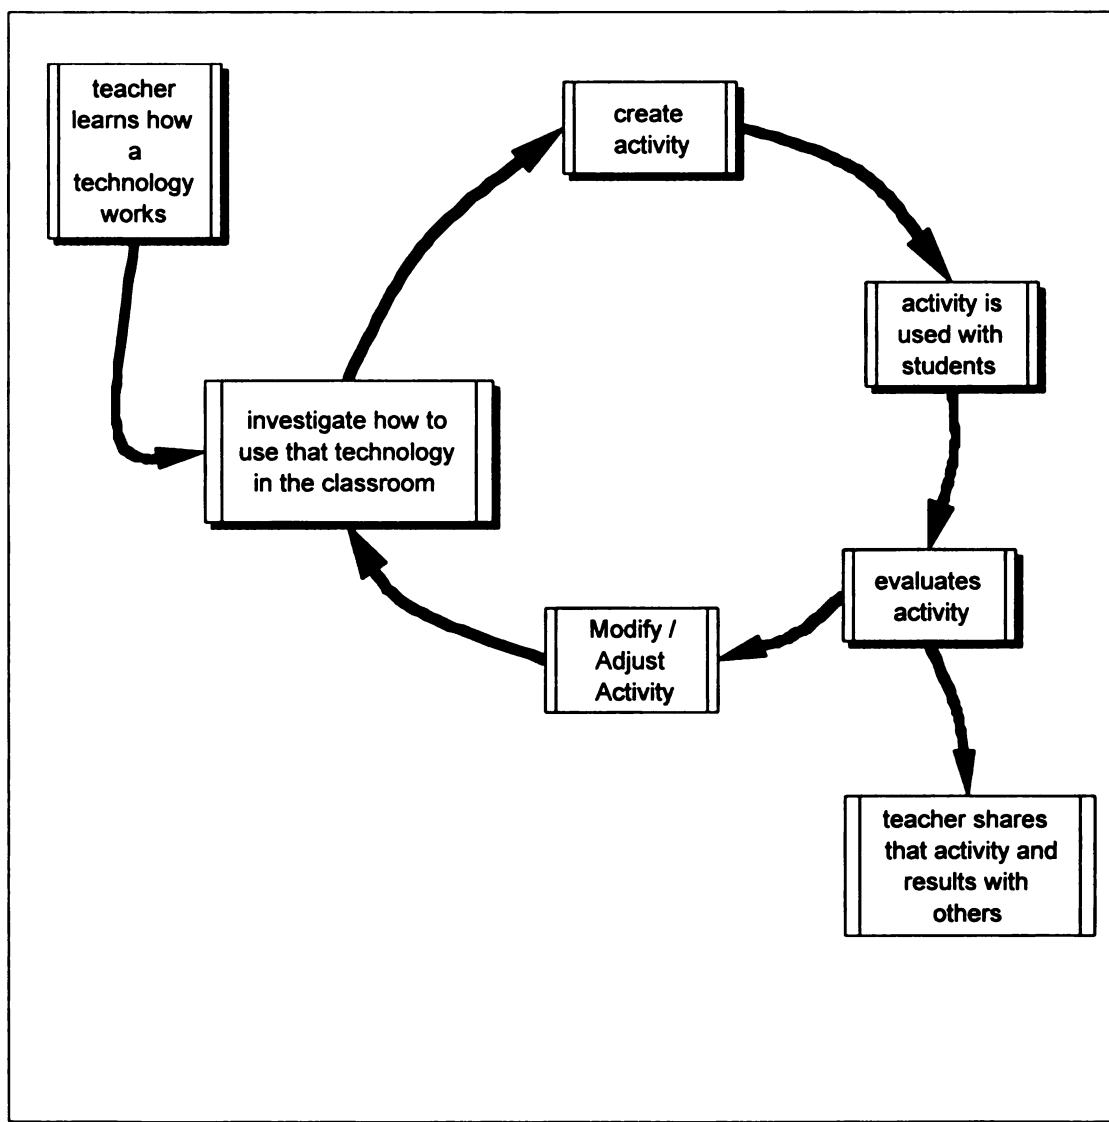 teacher
learns how
a
technology
works
create
activity
activity is
used with
students
investigate how to
use that technology
in the classroom
evaluates
activity
Modify /
Adjust
Activity
teacher shares
that activity and
results with
others